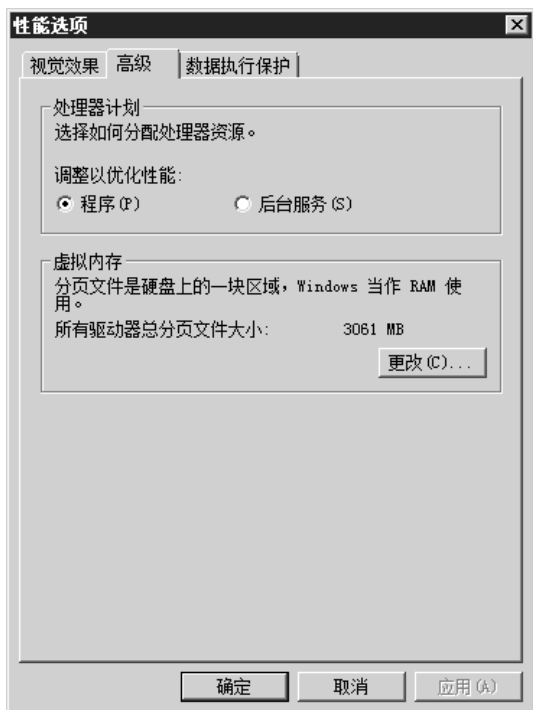 性能选项
视觉效果 高级 数据执行保护
处理器计划
选择如何分配处理器资源。
调整以优化性能:
程序(P) 后台服务(S)
虚拟内存
分页文件是硬盘上的一块区域，Windows 当作 RAM 使
用。
所有驱动器总分页文件大小: 3061 MB
更改(C)...
确定 取消 应用(A)